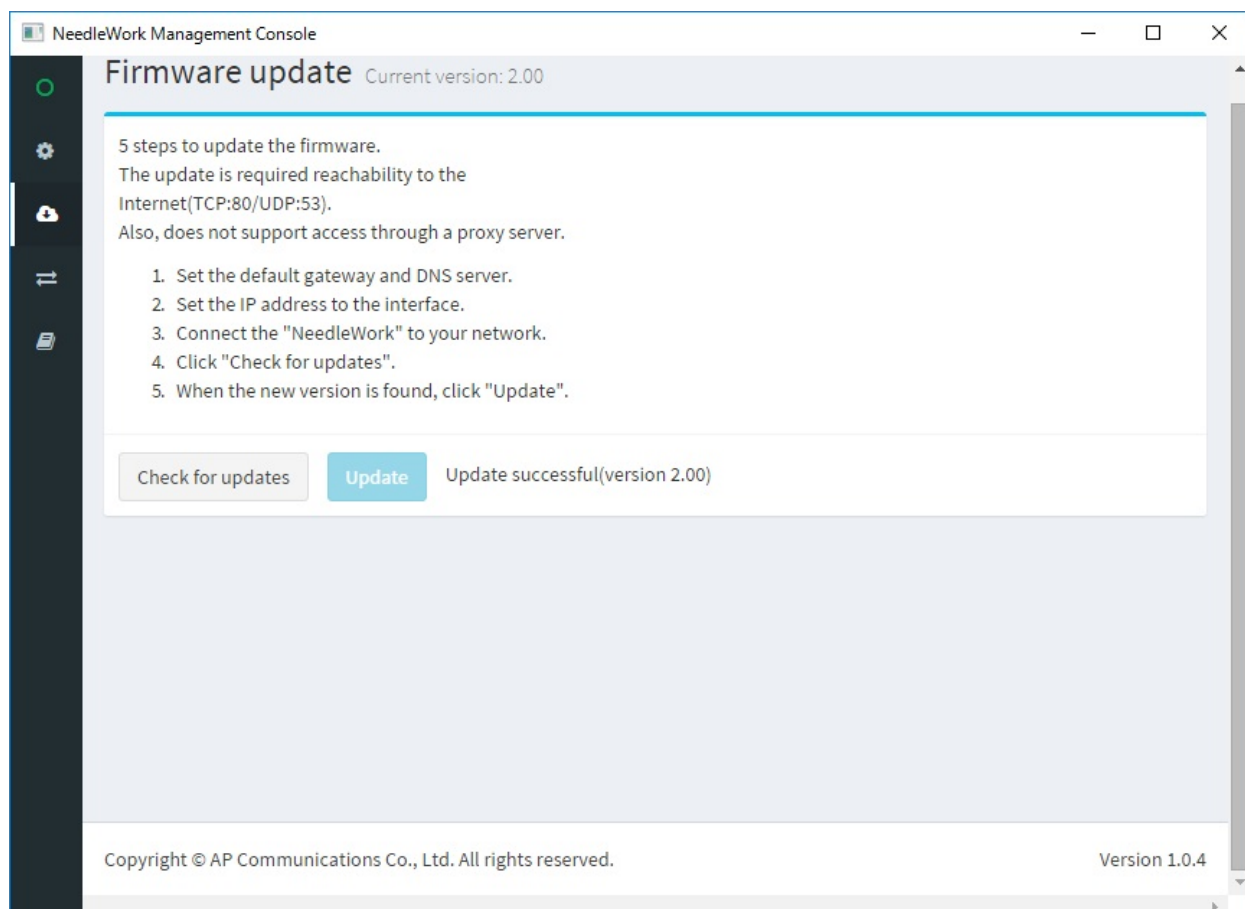 NeedleWork Management Console
Firmware update Current version: 2.00
5 steps to update the firmware.
The update is required reachability to the
Internet(TCP:80/UDP:53).
Also, does not support access through a proxy server.
1. Set the default gateway and DNS server.
2. Set the IP address to the interface.
3. Connect the "NeedleWork" to your network.
4. Click "Check for updates".
5. When the new version is found, click "Update".
Check for updates Update Update successful(version 2.00)
Copyright © AP Communications Co., Ltd. All rights reserved. Version 1.0.4